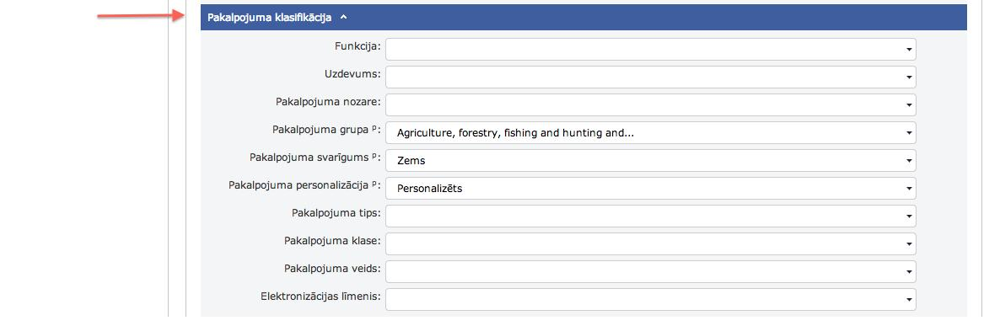 Pakalpojuma klasifikācija
Funkcija:
Uzdevums:
Pakalpojuma nozare:
Pakalpojuma grupa ᵖ: Agriculture, forestry, fishing and hunting and...
Pakalpojuma svarīgums ᵖ: Zems
Pakalpojuma personalizācija ᵖ: Personalizēts
Pakalpojuma tips:
Pakalpojuma klase:
Pakalpojuma veids:
Elektronizācijas līmenis: